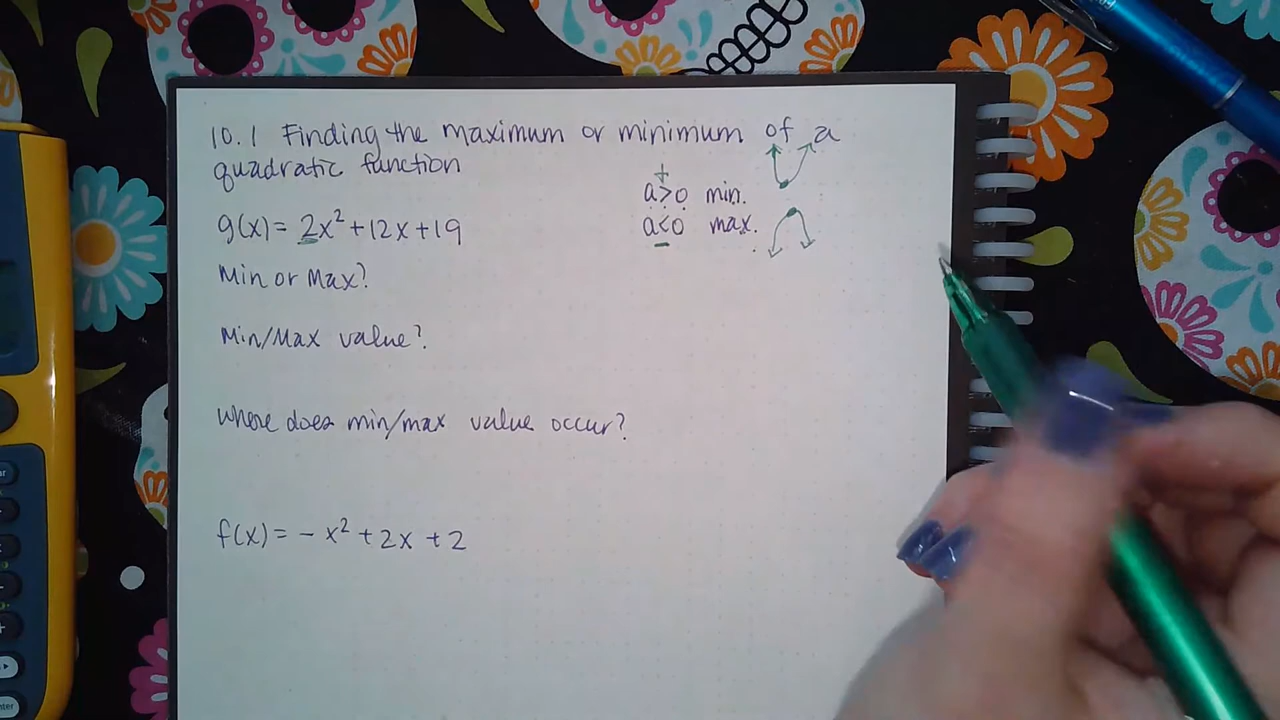 10.1 Finding the maximum or minimum of a
quadratic function
+
a>0 min.
a<0 max.
g(x)= 2x²+12x+19
Min or Max?
Min/Max value?
Where does min/max value occur?
f(x)= -x²+2x+2